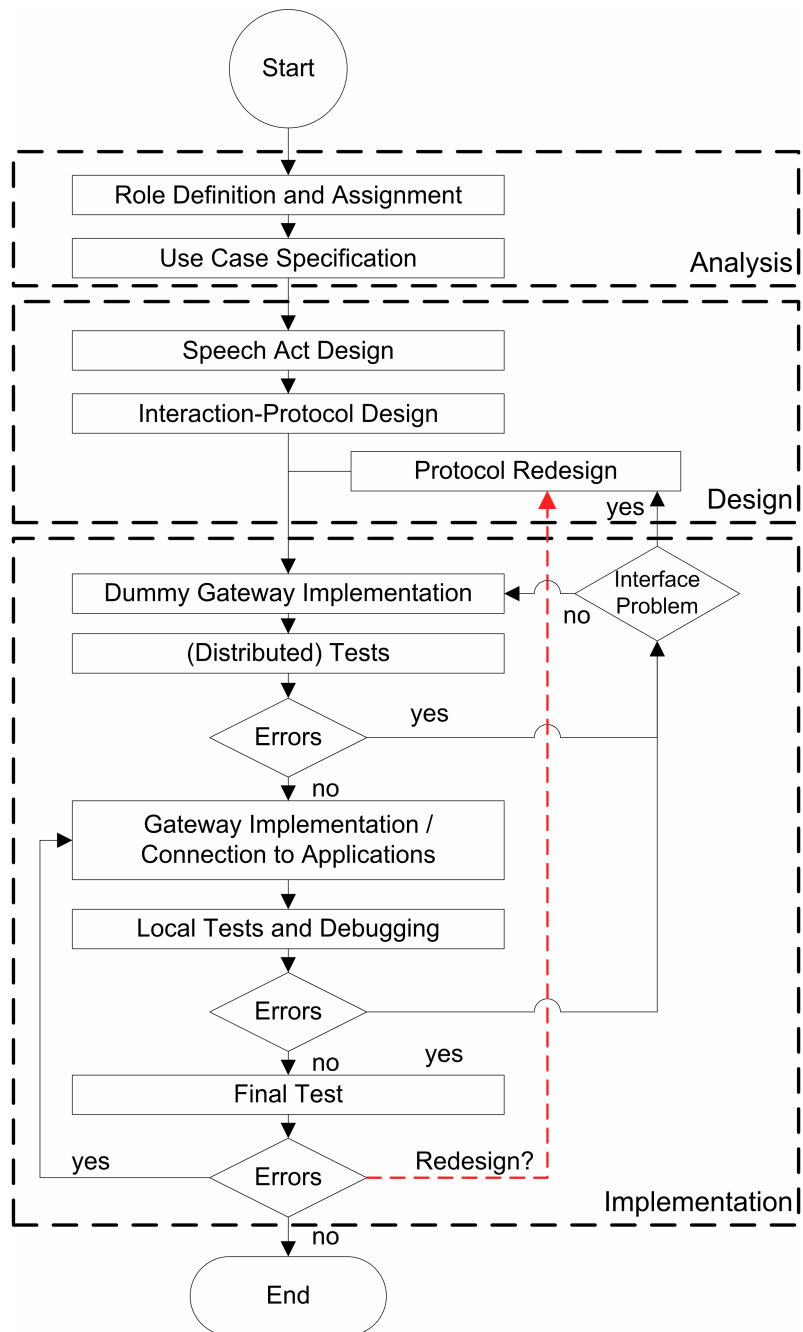 Start
Role Definition and Assignment
Use Case Specification
Analysis
Speech Act Design
Interaction-Protocol Design
Protocol Redesign
Design
yes
Interface
Problem
Dummy Gateway Implementation
no
(Distributed) Tests
yes
Errors
no
Gateway Implementation /
Connection to Applications
Local Tests and Debugging
Errors
yes
no
Final Test
yes
Errors
Redesign?
Implementation
no
End